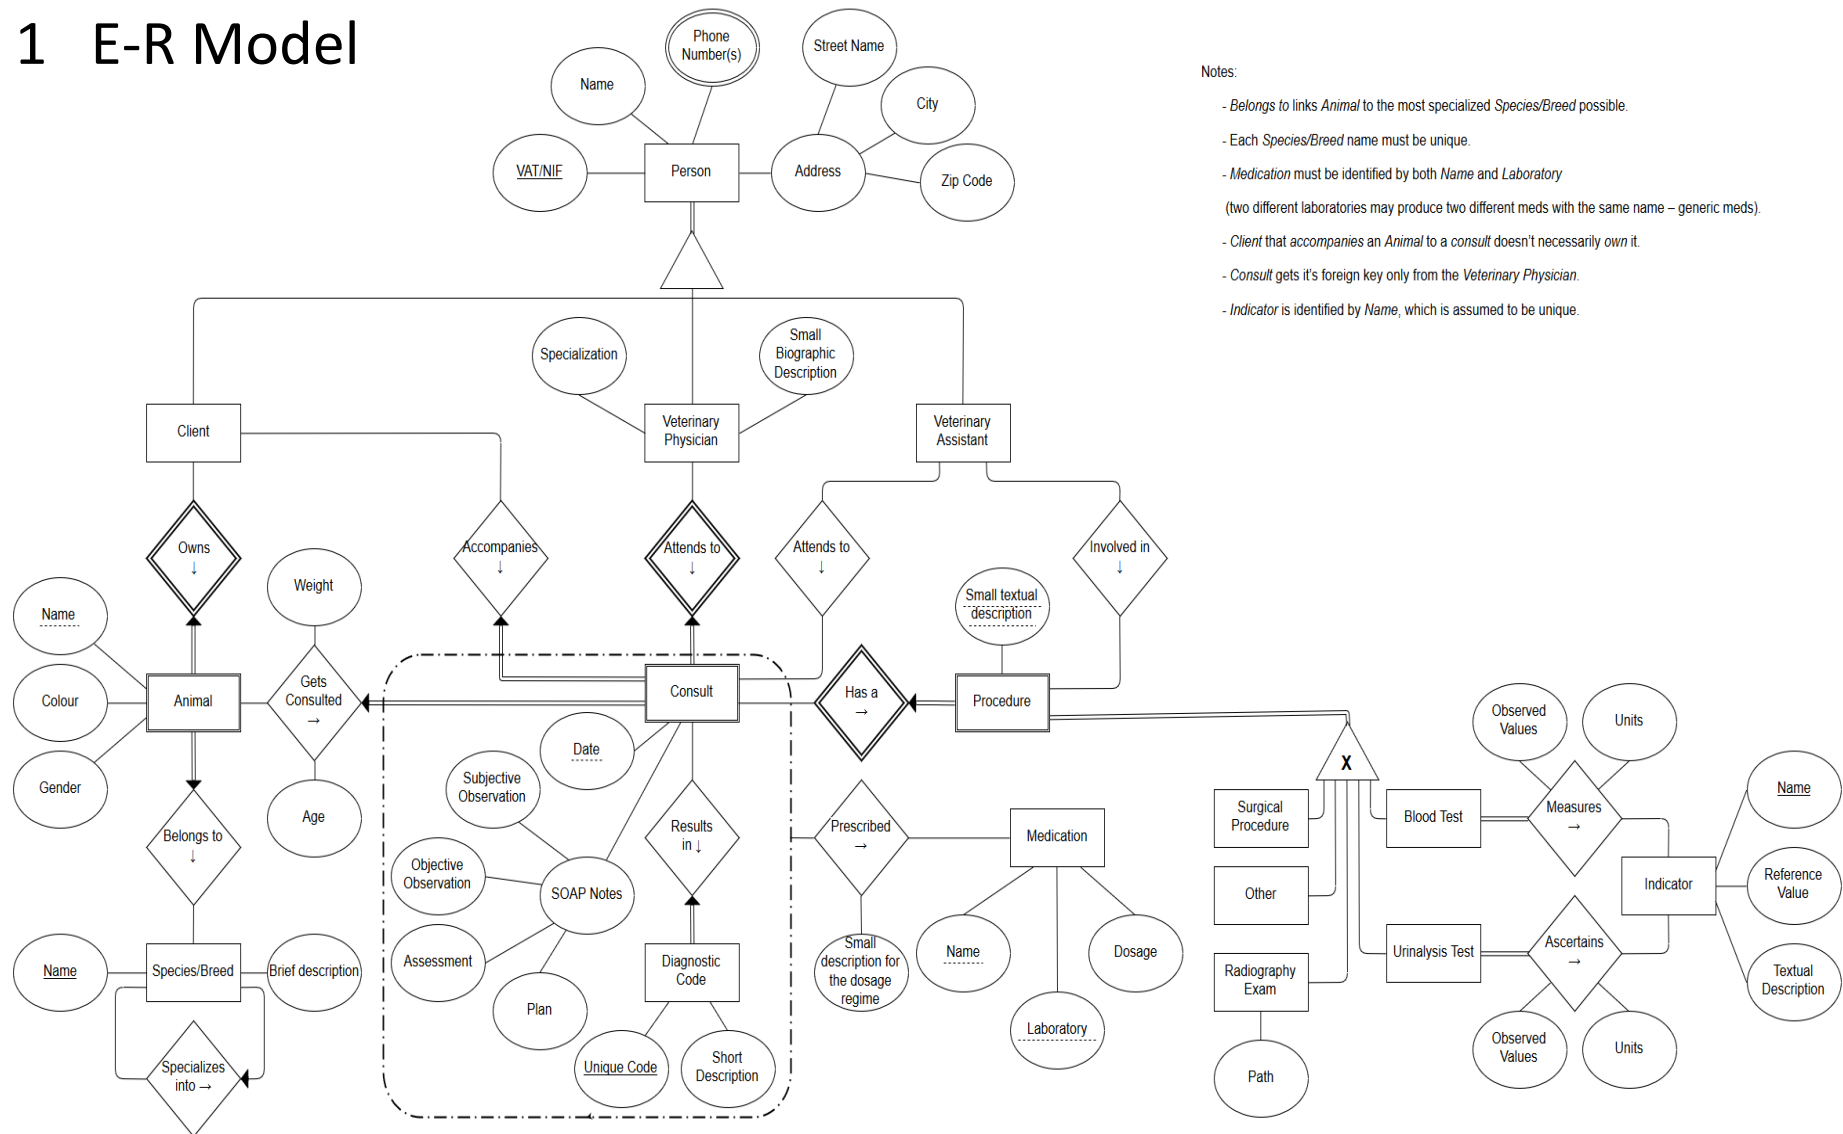 1 E-R Model
Phone
Number(s)
Street Name
Name
City
VAT/NIF
Person
Address
Zip Code
Notes:
- Belongs to links Animal to the most specialized Species/Breed possible.
- Each Species/Breed name must be unique.
- Medication must be identified by both Name and Laboratory
(two different laboratories may produce two different meds with the same name – generic meds).
- Client that accompanies an Animal to a consult doesn't necessarily own it.
- Consult gets it's foreign key only from the Veterinary Physician.
- Indicator is identified by Name, which is assumed to be unique.
Specialization
Small
Biographic
Description
Client
Veterinary
Physician
Veterinary
Assistant
Owns
↓
Accompanies
↓
Attends to
↓
Attends to
↓
Involved in
↓
Weight
Name
Small textual
description
Colour
Animal
Gets
Consulted
→
Consult
Has a
→
Procedure
Gender
Age
Date
Subjective
Observation
Objective
Observation
SOAP Notes
Assessment
Plan
Results
in ↓
Diagnostic
Code
Unique Code
Short
Description
Belongs to
↓
Name
Species/Breed
Brief description
Specializes
into →
Prescribed
→
Medication
Small
description for
the dosage
regime
Name
Laboratory
Dosage
X
Surgical
Procedure
Other
Radiography
Exam
Path
Blood Test
Urinalysis Test
Observed
Values
Units
Measures
→
Ascertains
→
Observed
Values
Units
Indicator
Name
Reference
Value
Textual
Description